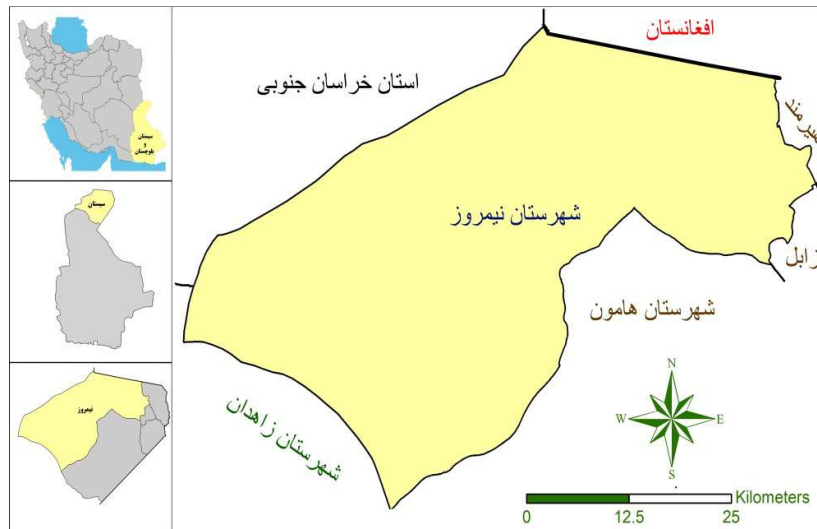 سیستان
و
بلوچستان
سیستان
نیمروز
افغانستان
استان خراسان جنوبی
شهرستان نیمروز
زابل
شهرستان هامون
شهرستان زاهدان
N
W
E
S
Kilometers
0
12.5
25